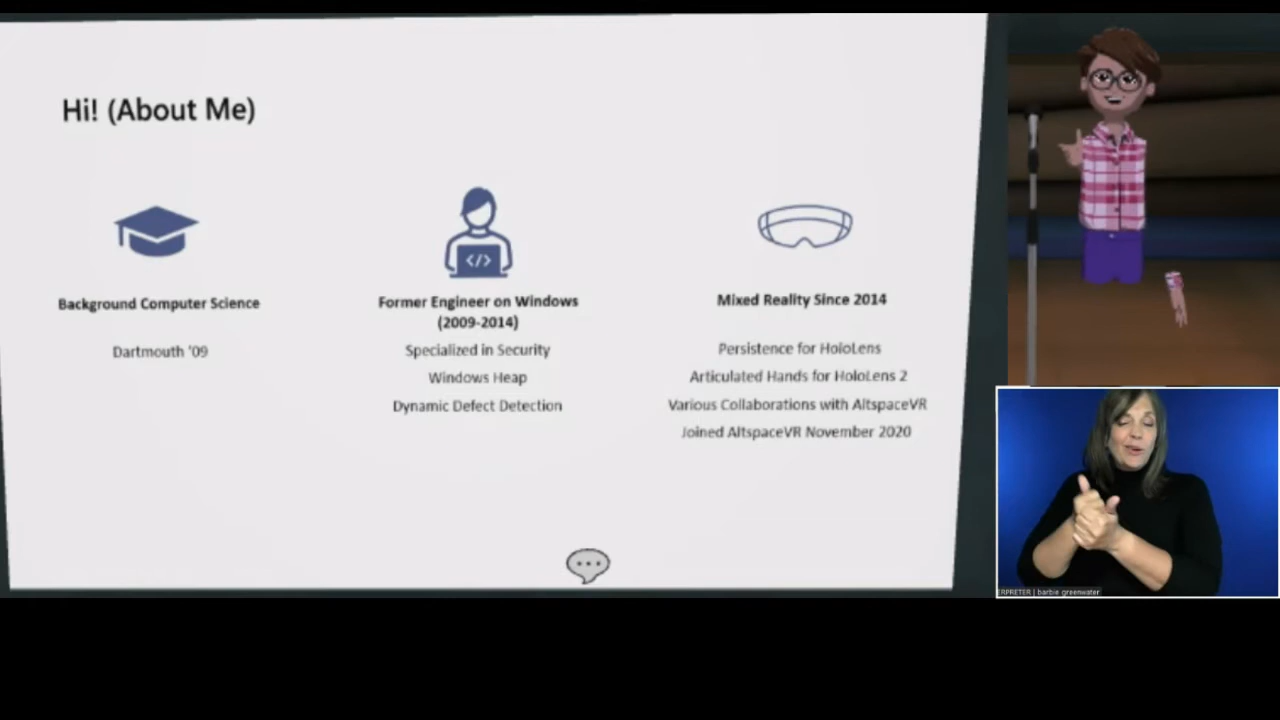 Hi! (About Me)
</>
Background Computer Science
Dartmouth '09
Former Engineer on Windows
(2009-2014)
Specialized in Security
Windows Heap
Dynamic Defect Detection
Mixed Reality Since 2014
Persistence for HoloLens
Articulated Hands for HoloLens 2
Various Collaborations with AltspaceVR
Joined AltspaceVR November 2020
ERPRETER | barbie greenwater